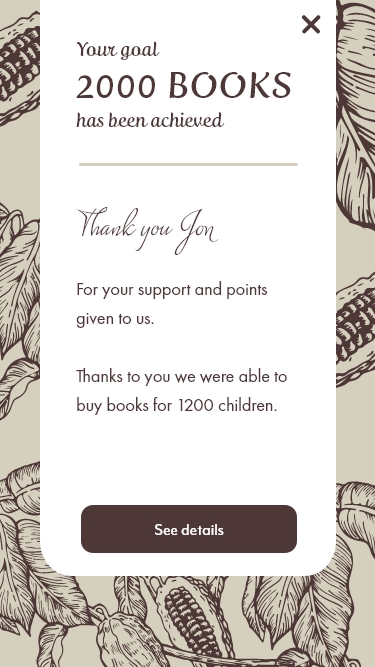 Your goal
2000 BOOKS
has been achieved
Thank you Jon
For your support and points
given to us.
Thanks to you we were able to
buy books for 1200 children.
See details